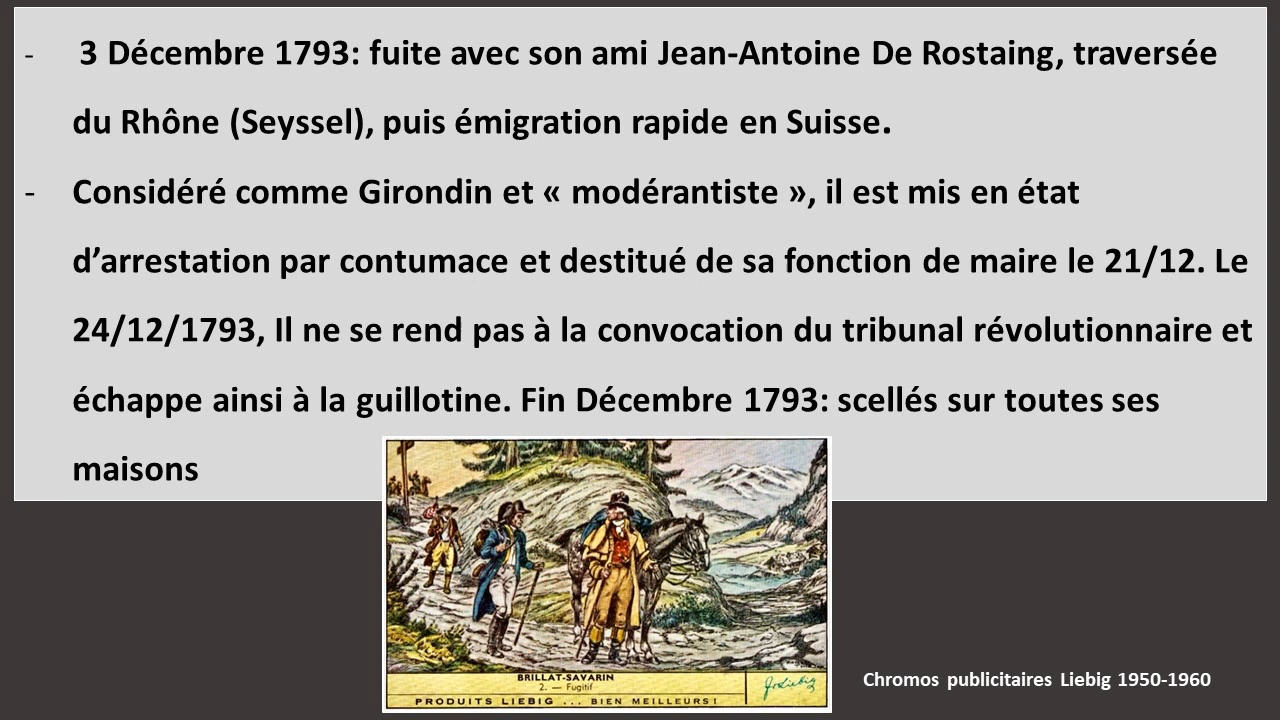 - 3 Décembre 1793: fuite avec son ami Jean-Antoine De Rostaing, traversée
du Rhône (Seyssel), puis émigration rapide en Suisse.
- Considéré comme Girondin et « modérantiste », il est mis en état
d’arrestation par contumace et destitué de sa fonction de maire le 21/12. Le
24/12/1793, Il ne se rend pas à la convocation du tribunal révolutionnaire et
échappe ainsi à la guillotine. Fin Décembre 1793: scellés sur toutes ses
maisons
BRILLAT-SAVARIN
2. — Fugitif
PRODUITS LIEBIG ... BIEN MEILLEURS!
JvLiebig
Chromos publicitaires Liebig 1950-1960